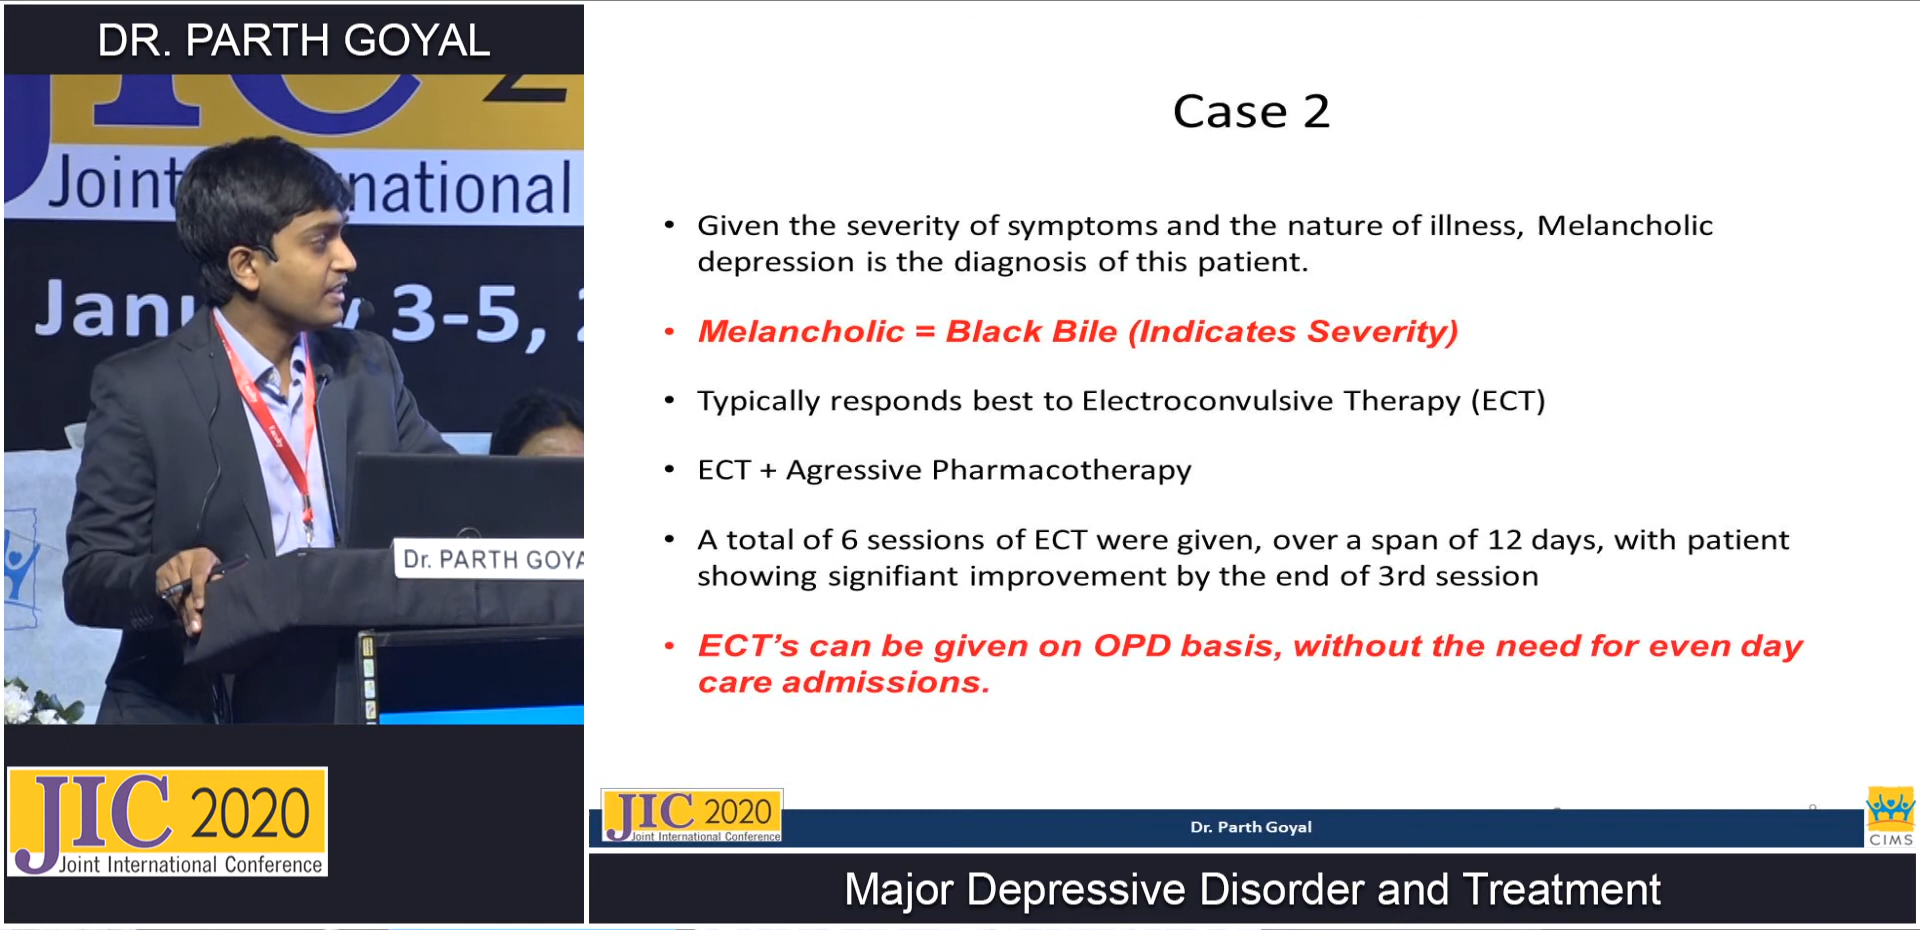 DR. PARTH GOYAL
Joint
national
3-5,
Faculty
Dr. PARTH GOYA
JIC 2020
Joint International Conference
Case 2
• Given the severity of symptoms and the nature of illness, Melancholic
depression is the diagnosis of this patient.
• Melancholic = Black Bile (Indicates Severity)
• Typically responds best to Electroconvulsive Therapy (ECT)
• ECT + Agressive Pharmacotherapy
• A total of 6 sessions of ECT were given, over a span of 12 days, with patient
showing signifiant improvement by the end of 3rd session
• ECT's can be given on OPD basis, without the need for even day
care admissions.
JIC 2020
Joint International Conference
Dr. Parth Goyal
CIMS
Major Depressive Disorder and Treatment